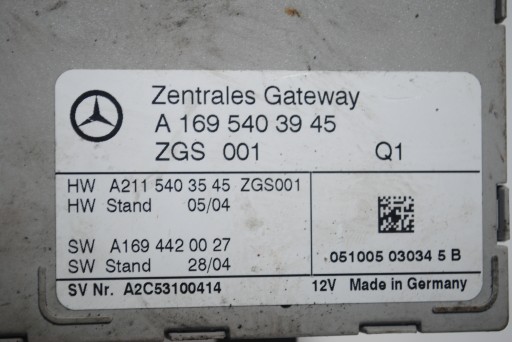 Zentrales Gateway
A 169 540 39 45
ZGS 001 Q1
HW A211 540 35 45 ZGS001
HW Stand 05/04
SW A169 442 00 27
SW Stand 28/04
051005 03034 5 B
SV Nr. A2C53100414 12V Made in Germany